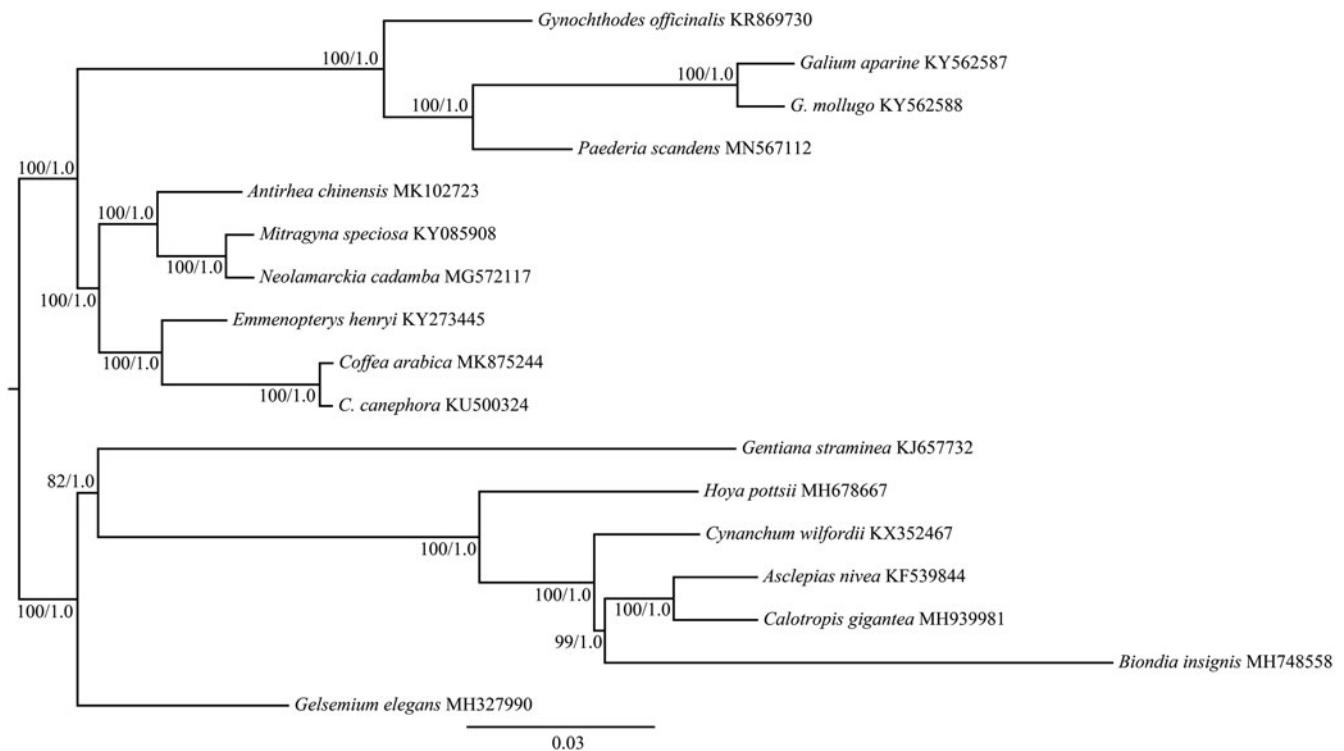 Gynochthodes officinalis KR869730
100/1.0
Galium aparine KY562587
100/1.0
G. mollugo KY562588
100/1.0
Paederia scandens MN567112
100/1.0
Antirhea chinensis MK102723
100/1.0
Mitragyna speciosa KY085908
100/1.0
Neolamarckia cadamba MG572117
100/1.0
Emmenopterys henryi KY273445
100/1.0
Coffea arabica MK875244
100/1.0
C. canephora KU500324
Gentiana straminea KJ657732
82/1.0
Hoya pottsii MH678667
Cynanchum wilfordii KX352467
100/1.0
Asclepias nivea KF539844
100/1.0
100/1.0
100/1.0
Calotropis gigantea MH939981
99/1.0
Biondia insignis MH748558
Gelsemium elegans MH327990
0.03